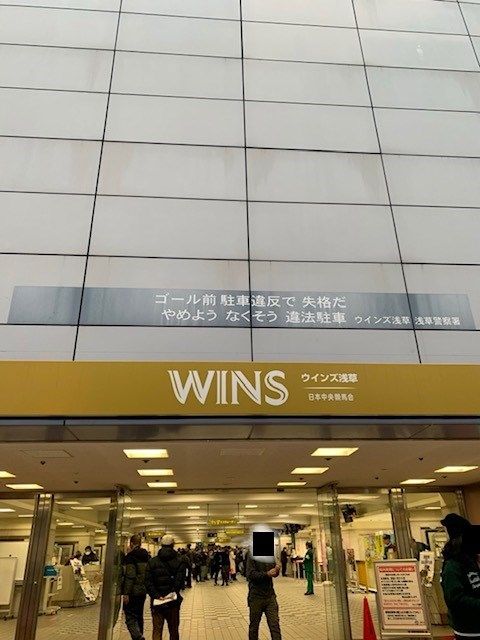 ゴール前 駐車違反で 失格だ
やめよう なくそう 違法駐車 ウインズ浅草 浅草警察署
WINS ウインズ浅草
日本中央競馬会